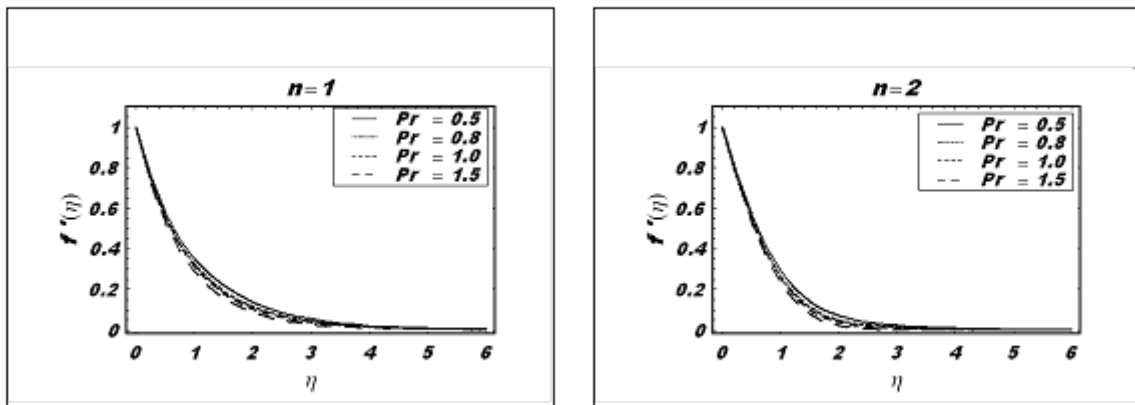 n=1
Pr = 0.5
Pr = 0.8
Pr = 1.0
Pr = 1.5
1
0.8
0.6
0.4
0.2
0
f '(η)
0 1 2 3 4 5 6
η
n=2
Pr = 0.5
Pr = 0.8
Pr = 1.0
Pr = 1.5
1
0.8
0.6
0.4
0.2
0
f '(η)
0 1 2 3 4 5 6
η